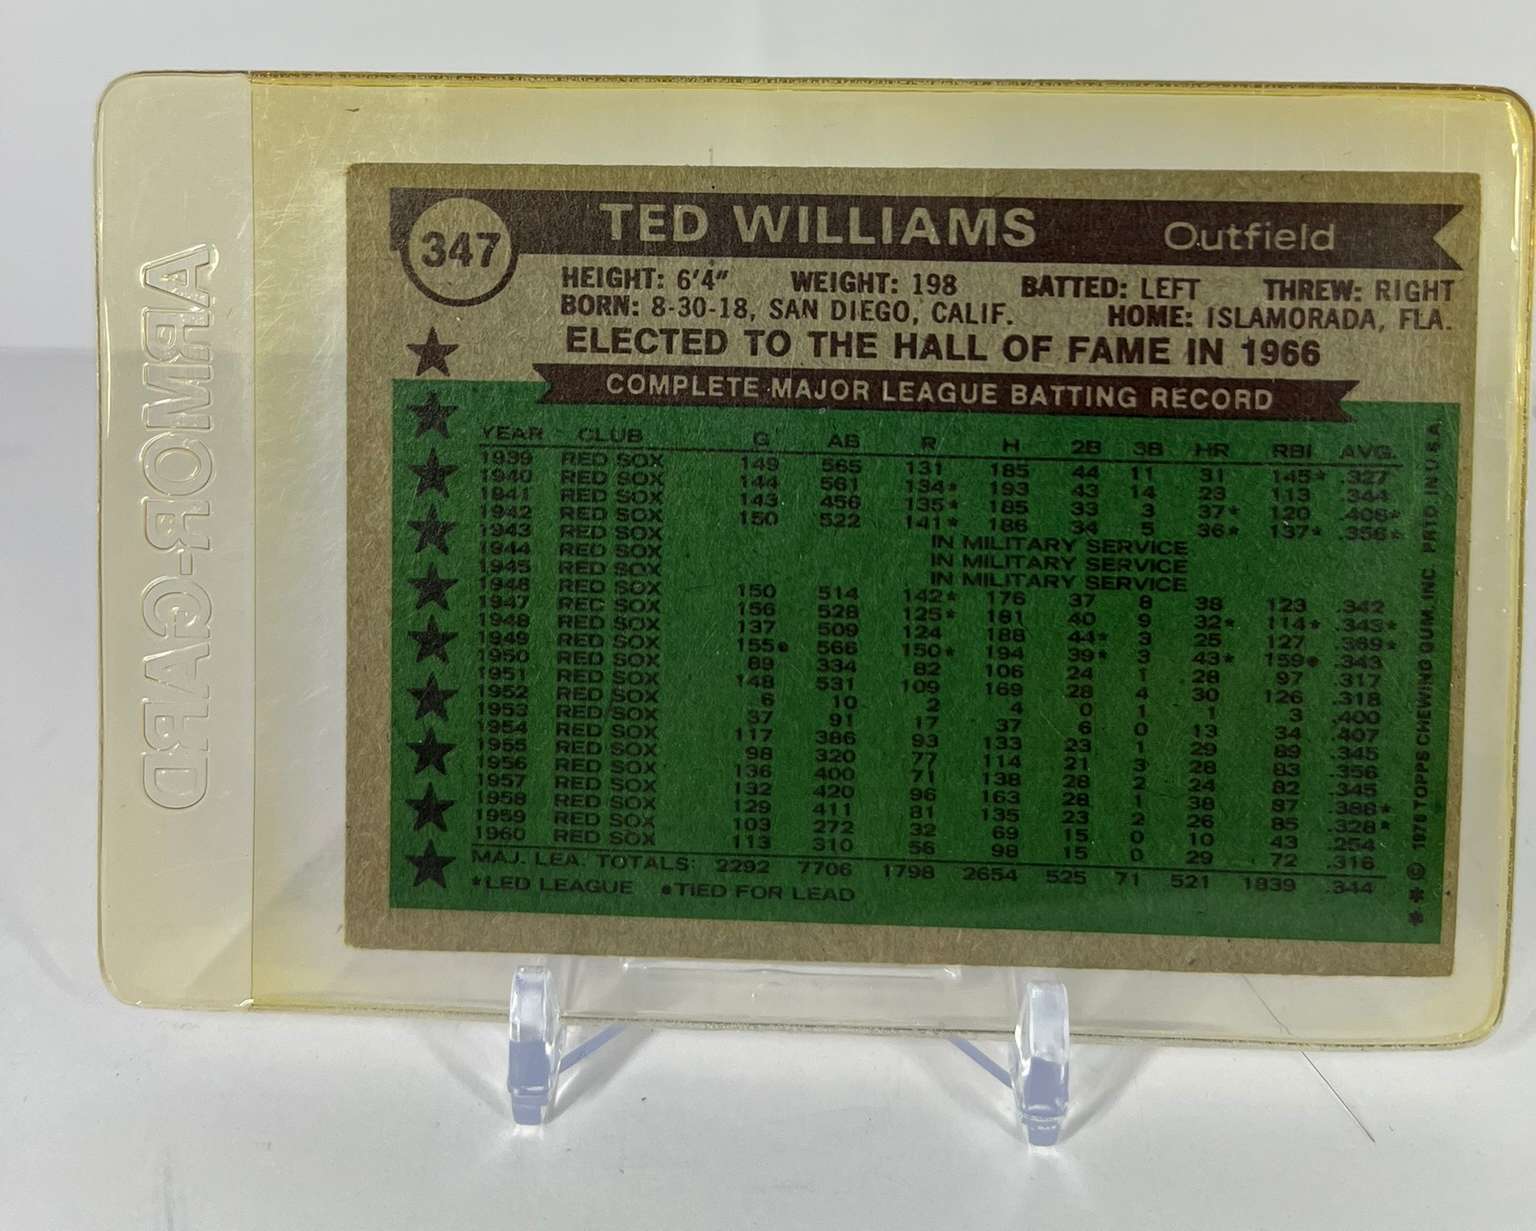 ARMOR-GARD
347
TED WILLIAMS Outfield
HEIGHT: 6'4" WEIGHT: 198 BATTED: LEFT THREW: RIGHT
BORN: 8-30-18, SAN DIEGO, CALIF. HOME: ISLAMORADA, FLA.
ELECTED TO THE HALL OF FAME IN 1966
COMPLETE MAJOR LEAGUE BATTING RECORD
YEAR CLUB G AB R H 2B 3B HR RBI AVG.
1939 RED SOX 149 565 131 185 44 11 31 145* .327
1940 RED SOX 144 561 134* 193 43 14 23 113 .344
1941 RED SOX 143 456 135* 185 33 3 37* 120 .406*
1942 RED SOX 150 522 141* 186 34 5 36* 137* .356*
1943 RED SOX IN MILITARY SERVICE
1944 RED SOX IN MILITARY SERVICE
1945 RED SOX IN MILITARY SERVICE
1946 RED SOX 150 514 142* 176 37 8 38 123 .342
1947 RED SOX 156 528 125* 181 40 9 32* 114* .343*
1948 RED SOX 137 509 124 188 44* 3 25 127 .369*
1949 RED SOX 155• 566 150* 194 39* 3 43* 159• .343
1950 RED SOX 89 334 82 106 24 1 28 97 .317
1951 RED SOX 148 531 109 169 28 4 30 126 .318
1952 RED SOX 6 10 2 4 0 1 1 3 .400
1953 RED SOX 37 91 17 37 6 0 13 34 .407
1954 RED SOX 117 386 93 133 23 1 29 89 .345
1955 RED SOX 98 320 77 114 21 3 28 83 .356
1956 RED SOX 136 400 71 138 28 2 24 82 .345
1957 RED SOX 132 420 96 163 28 1 38 87 .388*
1958 RED SOX 129 411 81 135 23 2 26 85 .328*
1959 RED SOX 103 272 32 69 15 0 10 43 .254
1960 RED SOX 113 310 56 98 15 0 29 72 .316
MAJ. LEA. TOTALS: 2292 7706 1798 2654 525 71 521 1839 .344
*LED LEAGUE •TIED FOR LEAD
**© 1976 TOPPS CHEWING GUM, INC. PRTD. IN U.S.A.